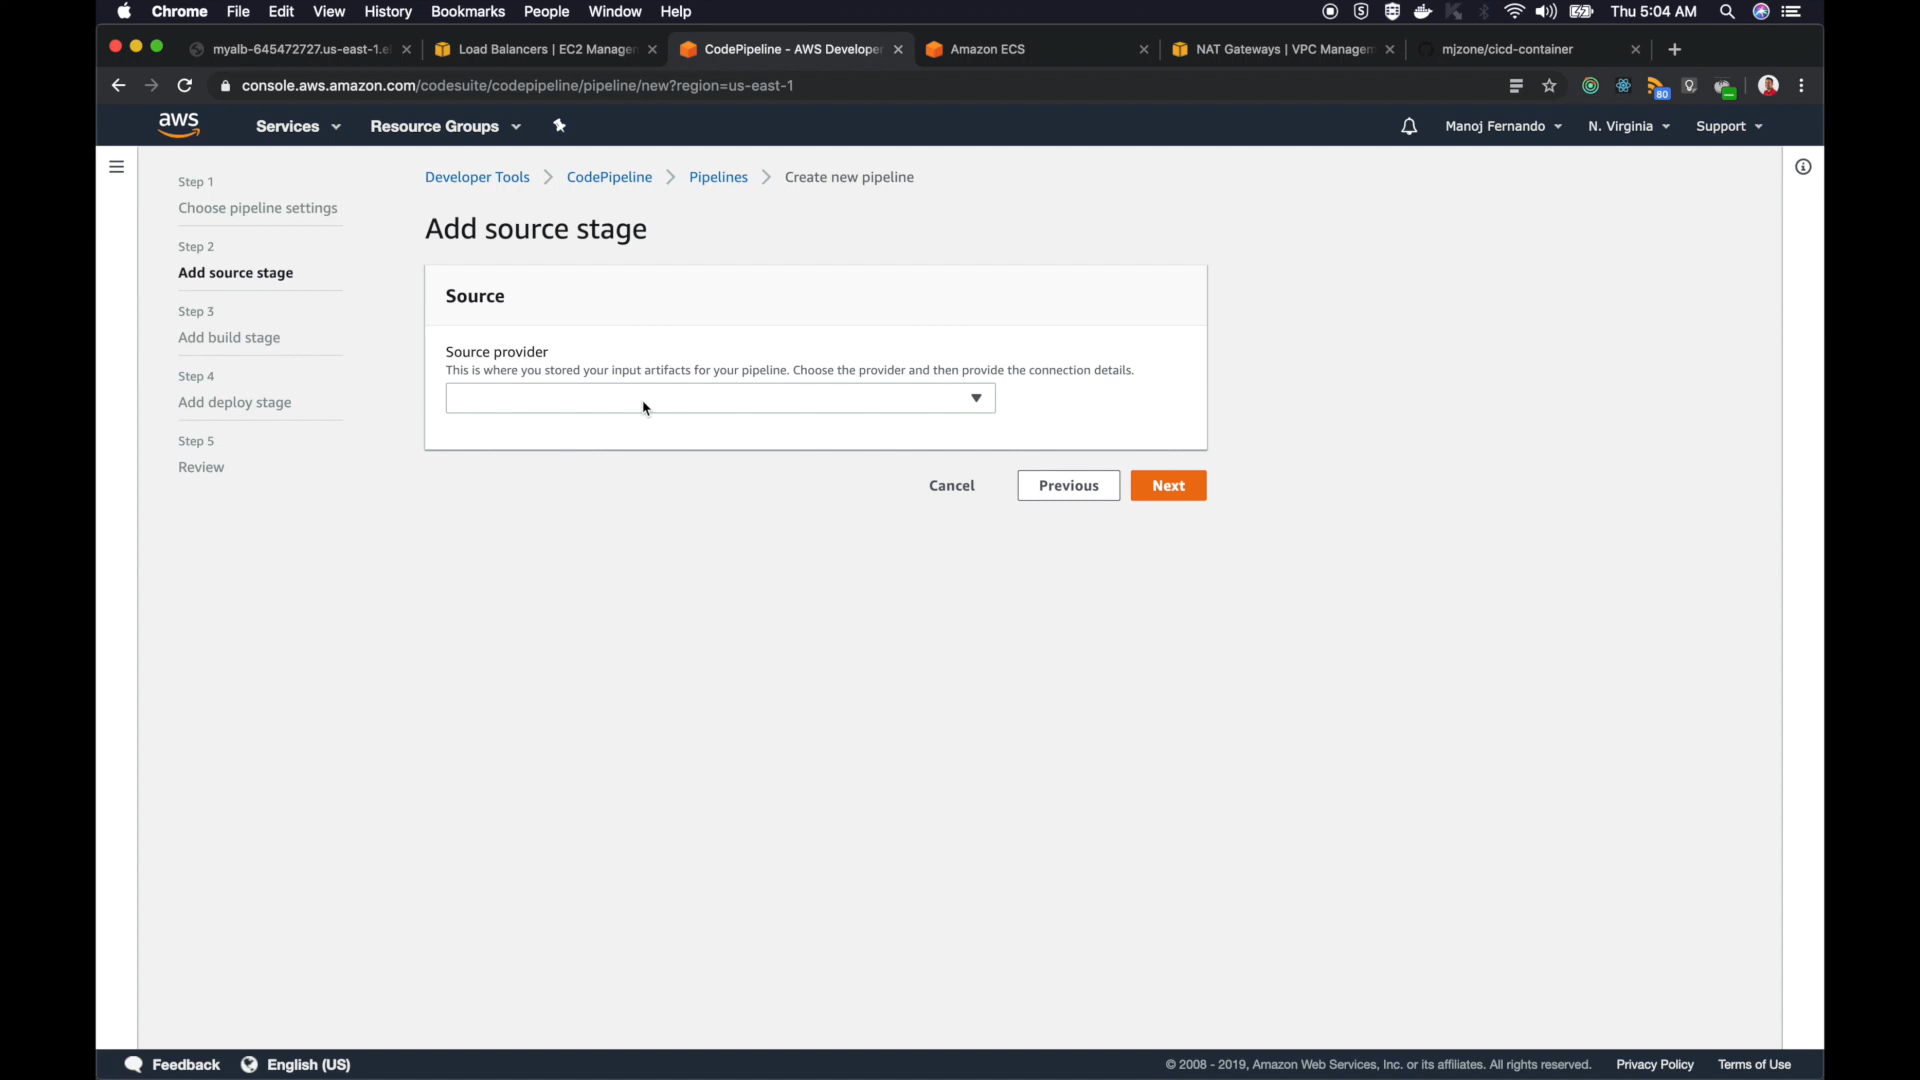 Chrome File Edit View History Bookmarks People Window Help Thu 5:04 AM
myalb-645472727.us-east-1.el Load Balancers | EC2 Managem CodePipeline - AWS Developer Amazon ECS NAT Gateways | VPC Managem mjzone/cicd-container
console.aws.amazon.com/codesuite/codepipeline/pipeline/new?region=us-east-1 80
aws Services Resource Groups Manoj Fernando N. Virginia Support
Developer Tools CodePipeline Pipelines Create new pipeline
Step 1
Choose pipeline settings
Step 2
Add source stage
Step 3
Add build stage
Step 4
Add deploy stage
Step 5
Review
Add source stage
Source
Source provider
This is where you stored your input artifacts for your pipeline. Choose the provider and then provide the connection details.
Cancel Previous Next
Feedback English (US) © 2008 - 2019, Amazon Web Services, Inc. or its affiliates. All rights reserved. Privacy Policy Terms of Use